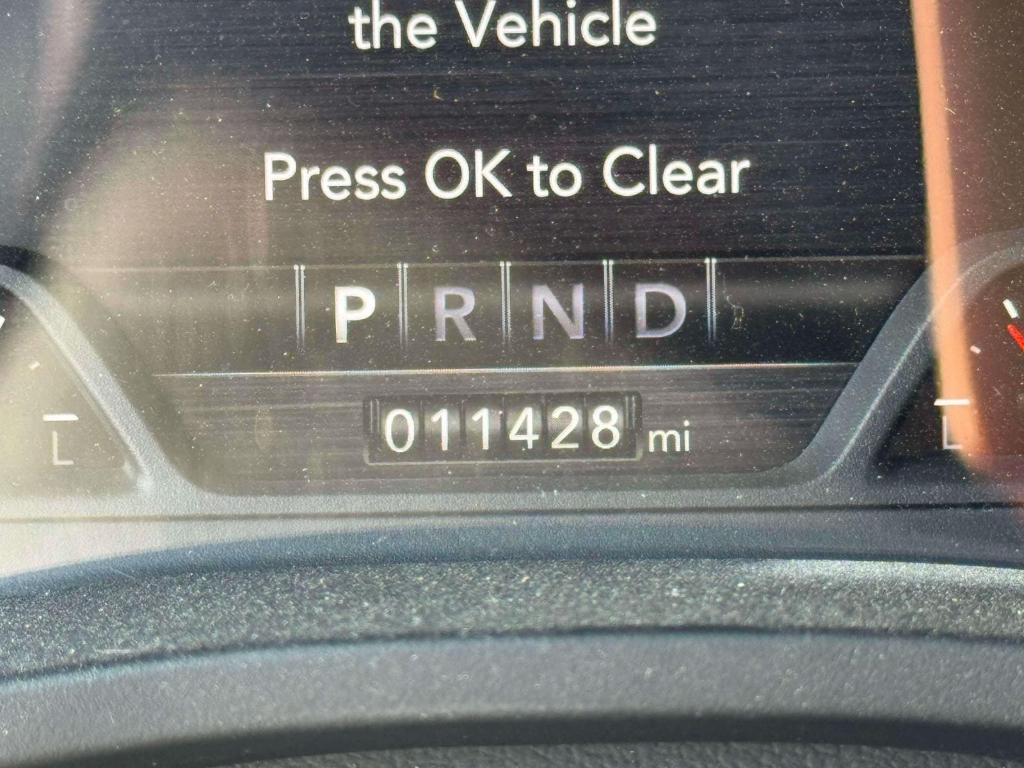 the Vehicle
Press OK to Clear
P R N D
011428 mi
L
L